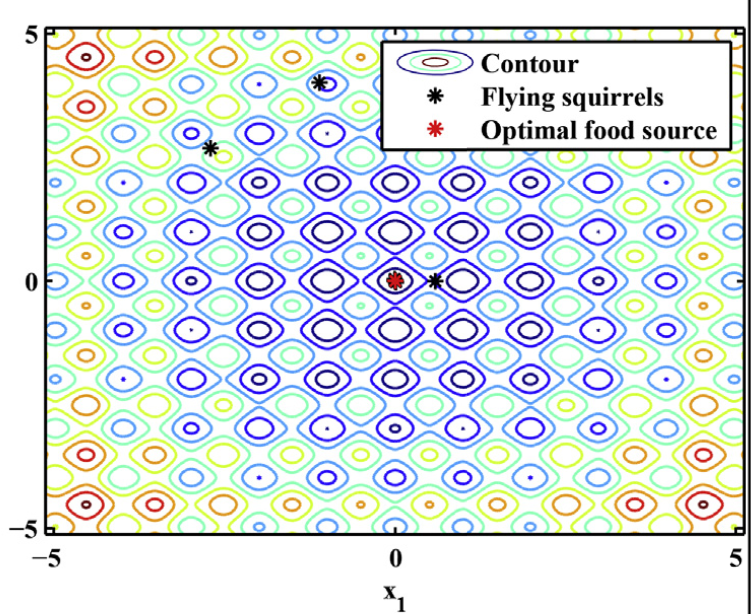 5
Contour
Flying squirrels
Optimal food source
0
−5
−5 0 5
x1